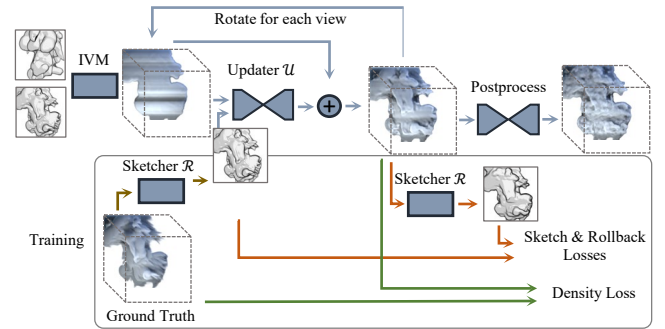 Rotate for each view
IVM
Updater 𝒰
Postprocess
Sketcher ℛ
Sketcher ℛ
Training
Sketch & Rollback
Losses
Density Loss
Ground Truth